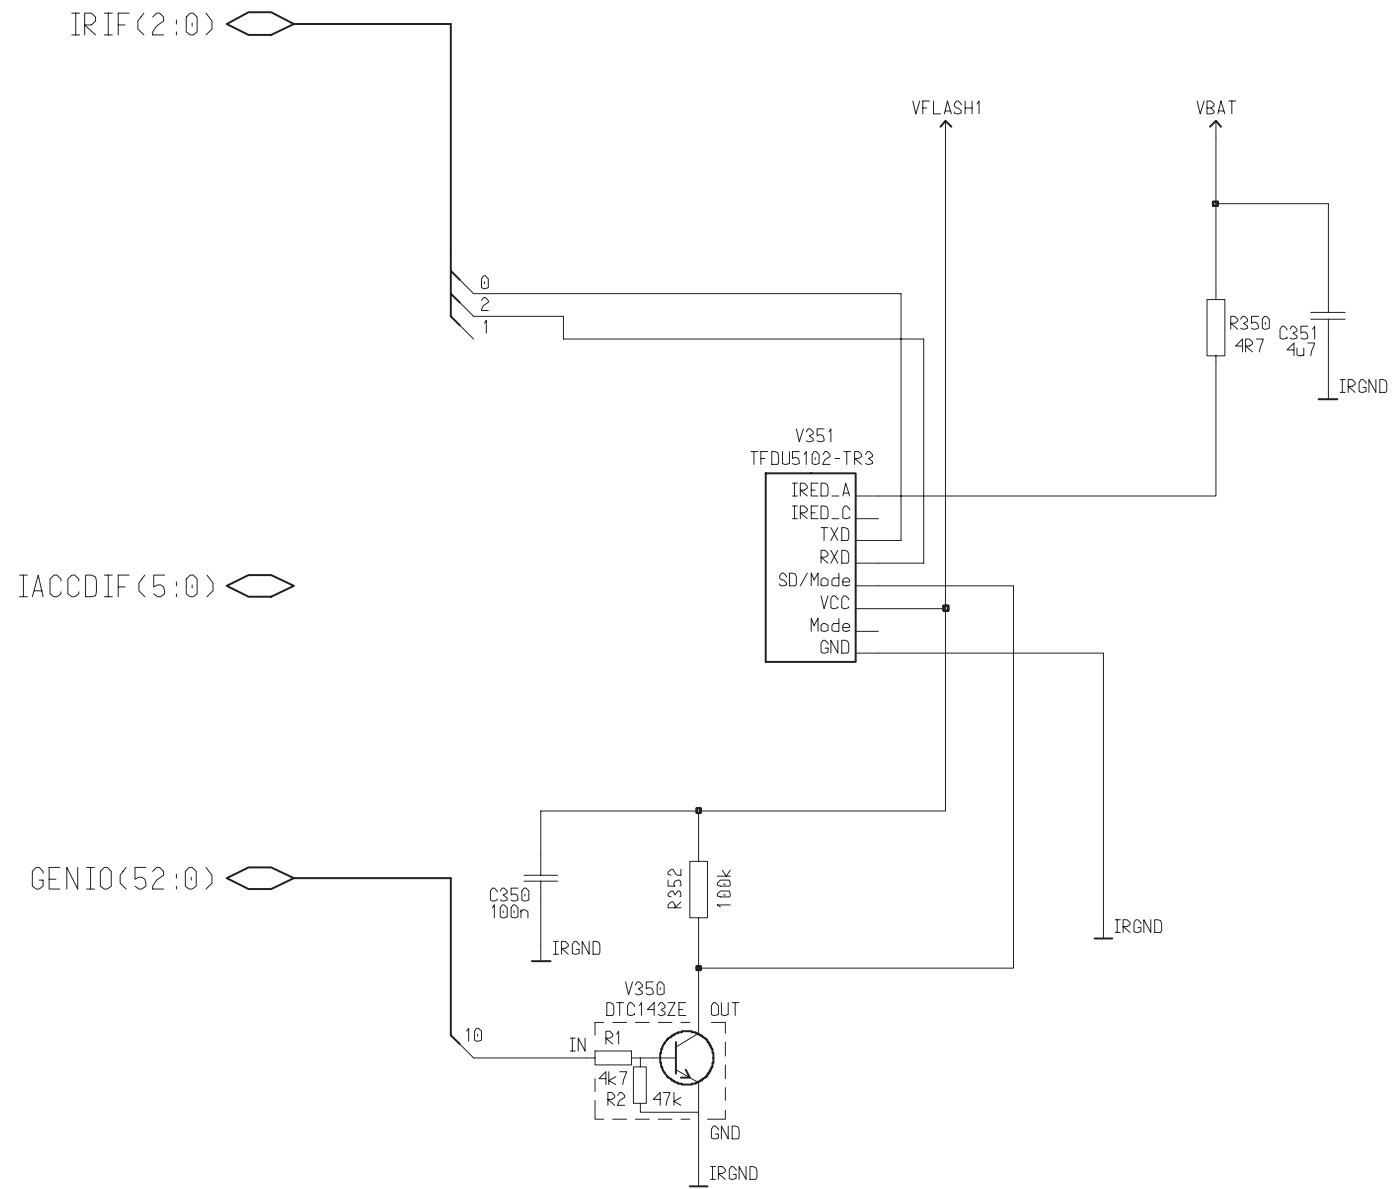 IRIF(2:0)
VFLASH1
VBAT
0
2
1
R350
4R7
C351
4u7
IRGND
V351
TFDU5102-TR3
IRED_A
IRED_C
TXD
RXD
SD/Mode
VCC
Mode
GND
IACCDIF(5:0)
GENIO(52:0)
C350
100n
IRGND
R352
100k
IRGND
V350
DTC143ZE
OUT
10
IN
R1
4k7
R2
47k
GND
IRGND